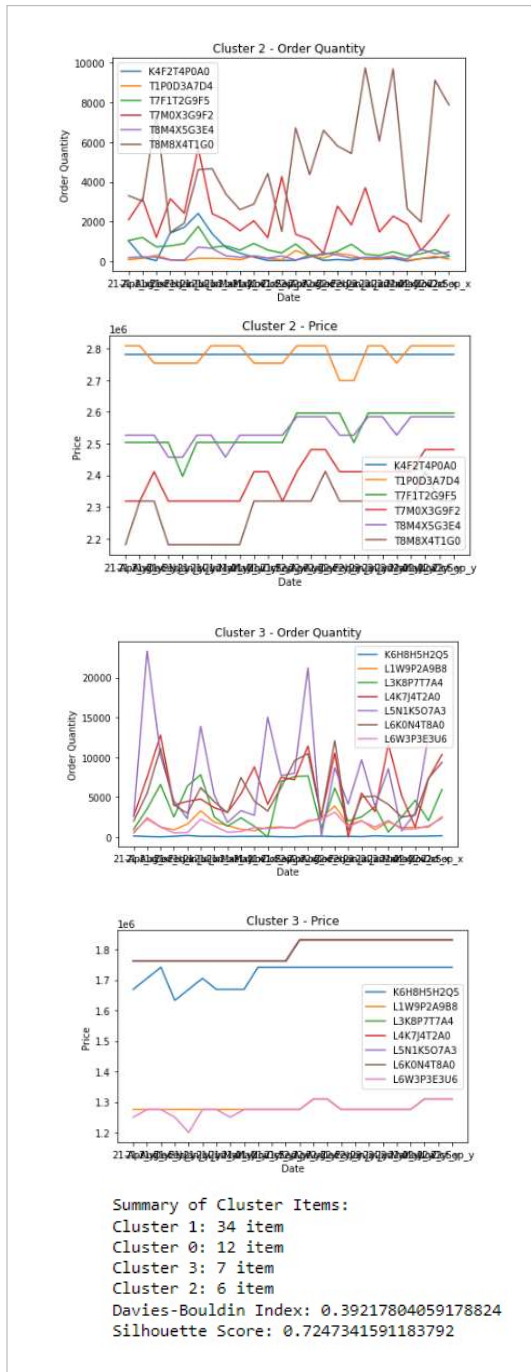 Cluster 2 - Order Quantity
10000
8000
6000
4000
2000
0
Order Quantity
K4F2T4P0A0
T1P0D3A7D4
T7F1T2G9F5
T7M0X3G9F2
T8M4X5G3E4
T8M8X4T1G0
Date
Cluster 2 - Price
1e6
2.8
2.7
2.6
2.5
2.4
2.3
2.2
Price
K4F2T4P0A0
T1P0D3A7D4
T7F1T2G9F5
T7M0X3G9F2
T8M4X5G3E4
T8M8X4T1G0
Date
Cluster 3 - Order Quantity
20000
15000
10000
5000
0
Order Quantity
K6H8H5H2Q5
L1W9P2A9B8
L3K8P7T7A4
L4K7J4T2A0
L5N1K5O7A3
L6K0N4T8A0
L6W3P3E3U6
Date
Cluster 3 - Price
1e6
1.8
1.7
1.6
1.5
1.4
1.3
1.2
Price
K6H8H5H2Q5
L1W9P2A9B8
L3K8P7T7A4
L4K7J4T2A0
L5N1K5O7A3
L6K0N4T8A0
L6W3P3E3U6
Date
Summary of Cluster Items:
Cluster 1: 34 item
Cluster 0: 12 item
Cluster 3: 7 item
Cluster 2: 6 item
Davies-Bouldin Index: 0.39217804059178824
Silhouette Score: 0.7247341591183792